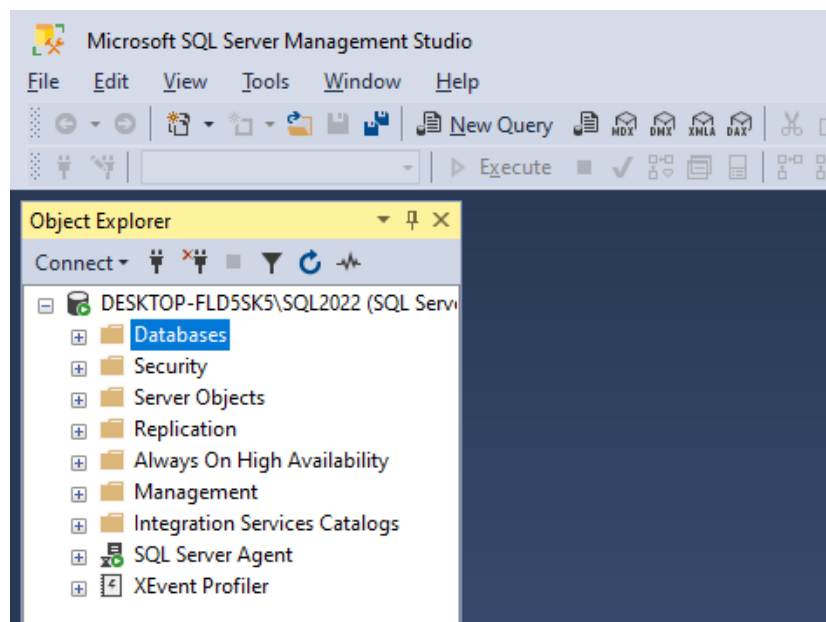 Microsoft SQL Server Management Studio
File Edit View Tools Window Help
New Query MDX DMX XMLA DAX
Execute
Object Explorer
Connect
DESKTOP-FLD5SK5\SQL2022 (SQL Serv
Databases
Security
Server Objects
Replication
Always On High Availability
Management
Integration Services Catalogs
SQL Server Agent
XEvent Profiler